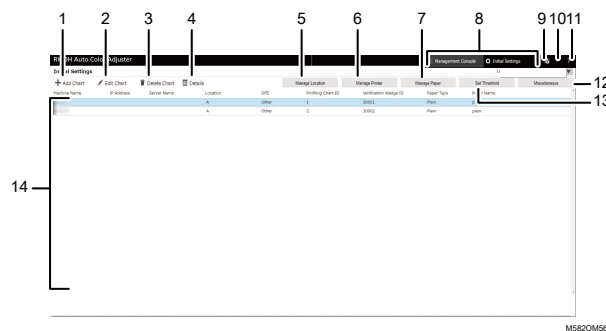 1 2 3 4 5 6 7 8 9 10 11
RICOH Auto Color Adjuster Management Console Initial Settings
Initial Settings
Add Chart Edit Chart Delete Chart Details Manage Location Manage Printer Manage Paper Set Threshold Miscellaneous 12
Machine Name IP Address Server Name Location DFE Profiling Chart ID Verification Wedge ID Paper Type Name 13
A Other 1 30001 Plain
A Other 2 30002 Plain plain
14
M582OM56